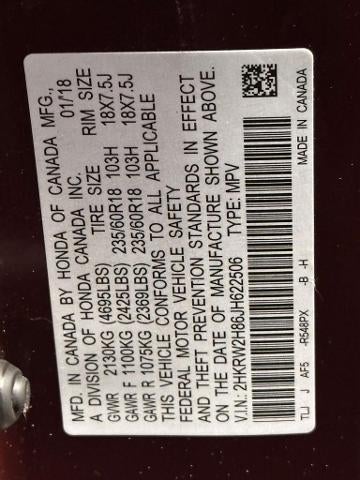 MFD. IN CANADA BY HONDA OF CANADA MFG.,
A DIVISION OF HONDA CANADA INC. 01/18
TIRE SIZE RIM SIZE
GVWR 2130KG (4695LBS)
GAWR F 1100KG (2425LBS) 235/60R18 103H 18X7.5J
GAWR R 1075KG (2369LBS) 235/60R18 103H 18X7.5J
THIS VEHICLE CONFORMS TO ALL APPLICABLE
FEDERAL MOTOR VEHICLE SAFETY
AND THEFT PREVENTION STANDARDS IN EFFECT
ON THE DATE OF MANUFACTURE SHOWN ABOVE.
V.I.N.: 2HKRW2H86JH622506 TYPE: MPV
TLJ J AF5 -R548PX -B -H MADE IN CANADA